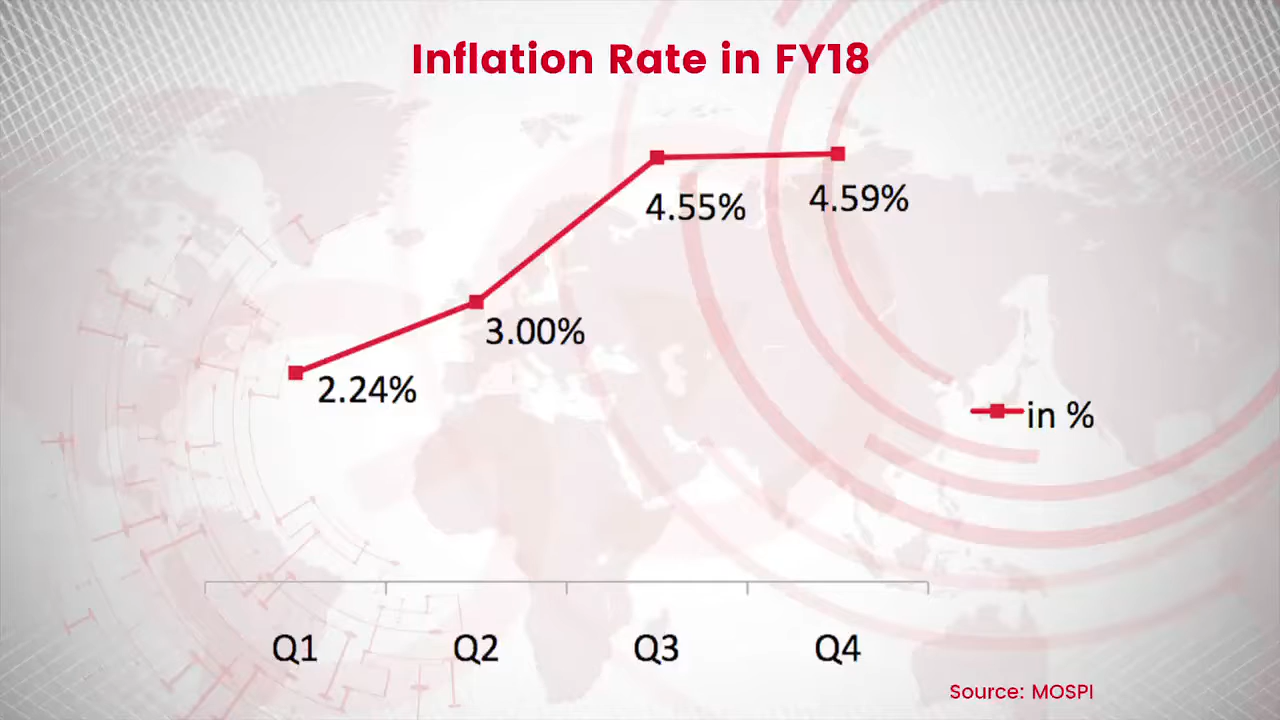 Inflation Rate in FY18
4.55%
4.59%
3.00%
2.24%
in %
Q1 Q2 Q3 Q4
Source: MOSPI